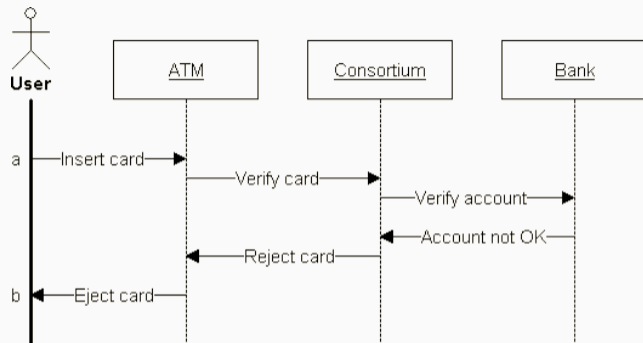 User
ATM
Consortium
Bank
a
Insert card
Verify card
Verify account
Account not OK
Reject card
b
Eject card